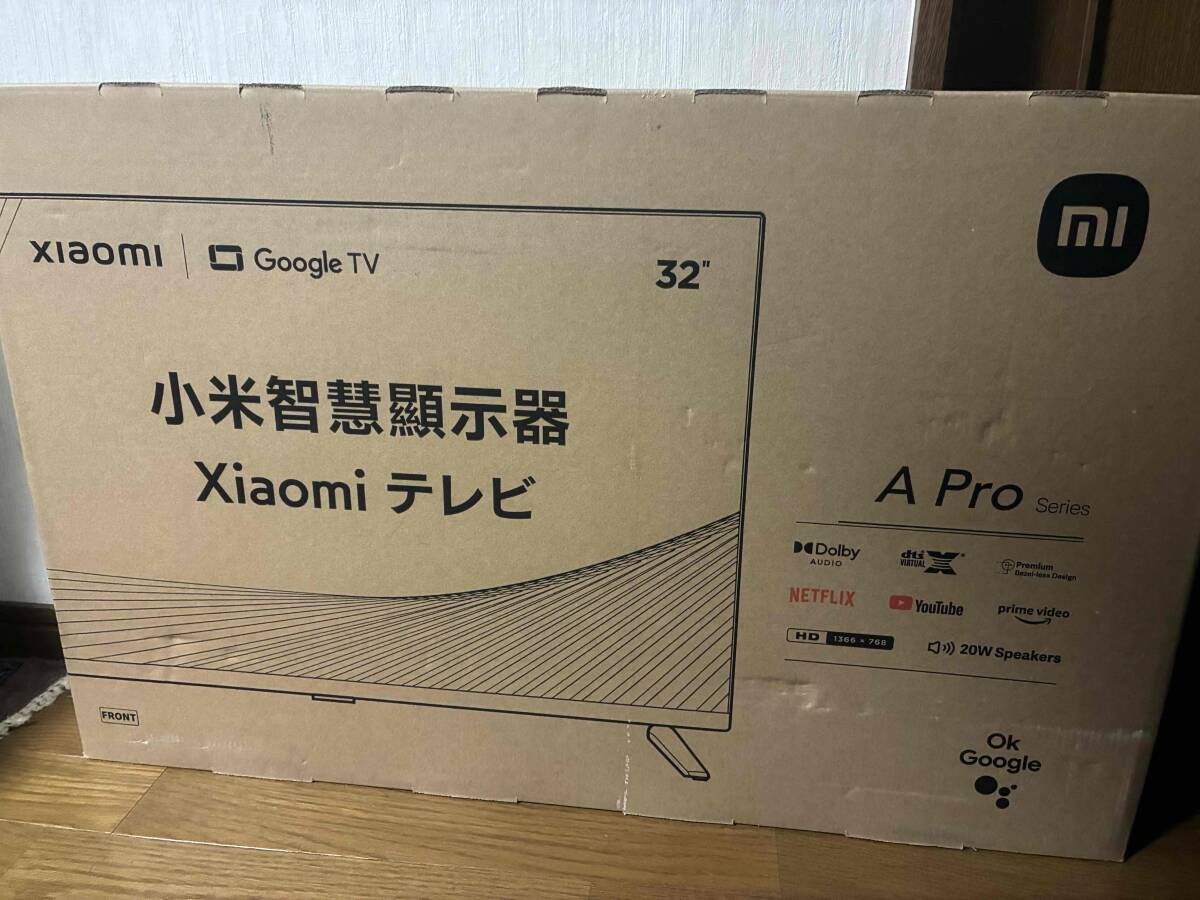 mi
xiaomi | Google TV
32"
小米智慧顯示器
Xiaomi テレビ
A Pro Series
Dolby AUDIO
dts VIRTUAL X
Premium Bezel-less Design
NETFLIX
YouTube
prime video
HD 1366 × 768
20W Speakers
FRONT
Ok Google